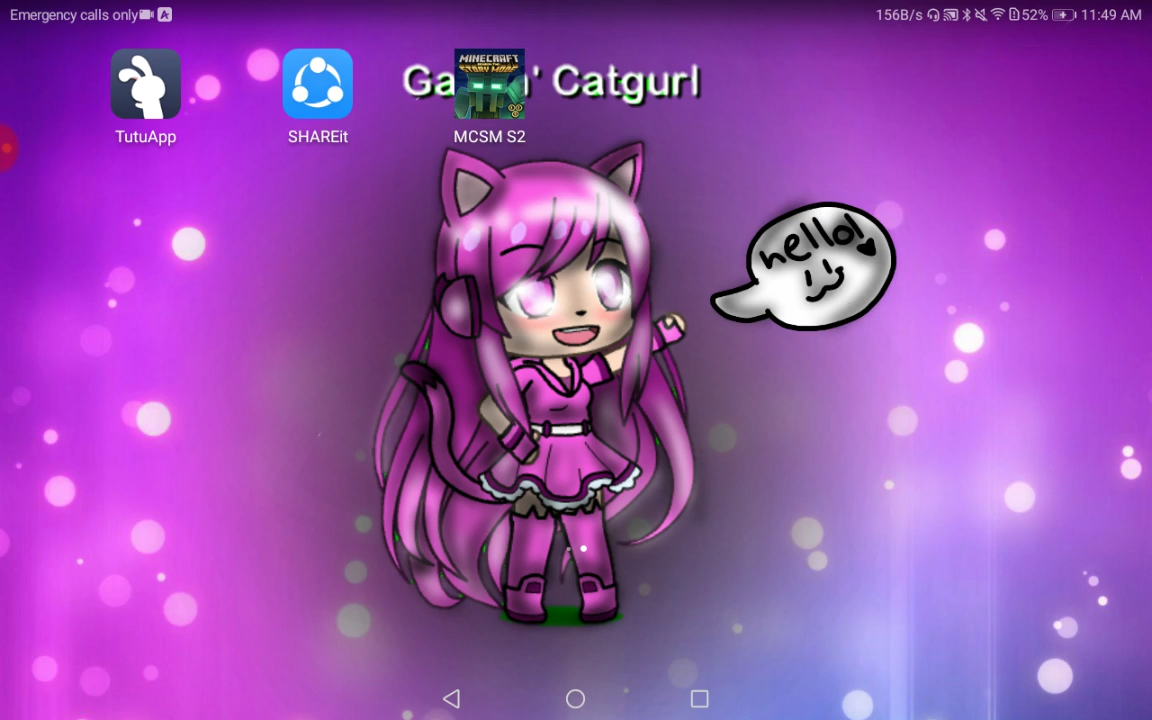 Emergency calls only
156B/s 52% 11:49 AM
MINECRAFT
STORY MODE
Catgurl
TutuApp
SHAREit
MCSM S2
hello!